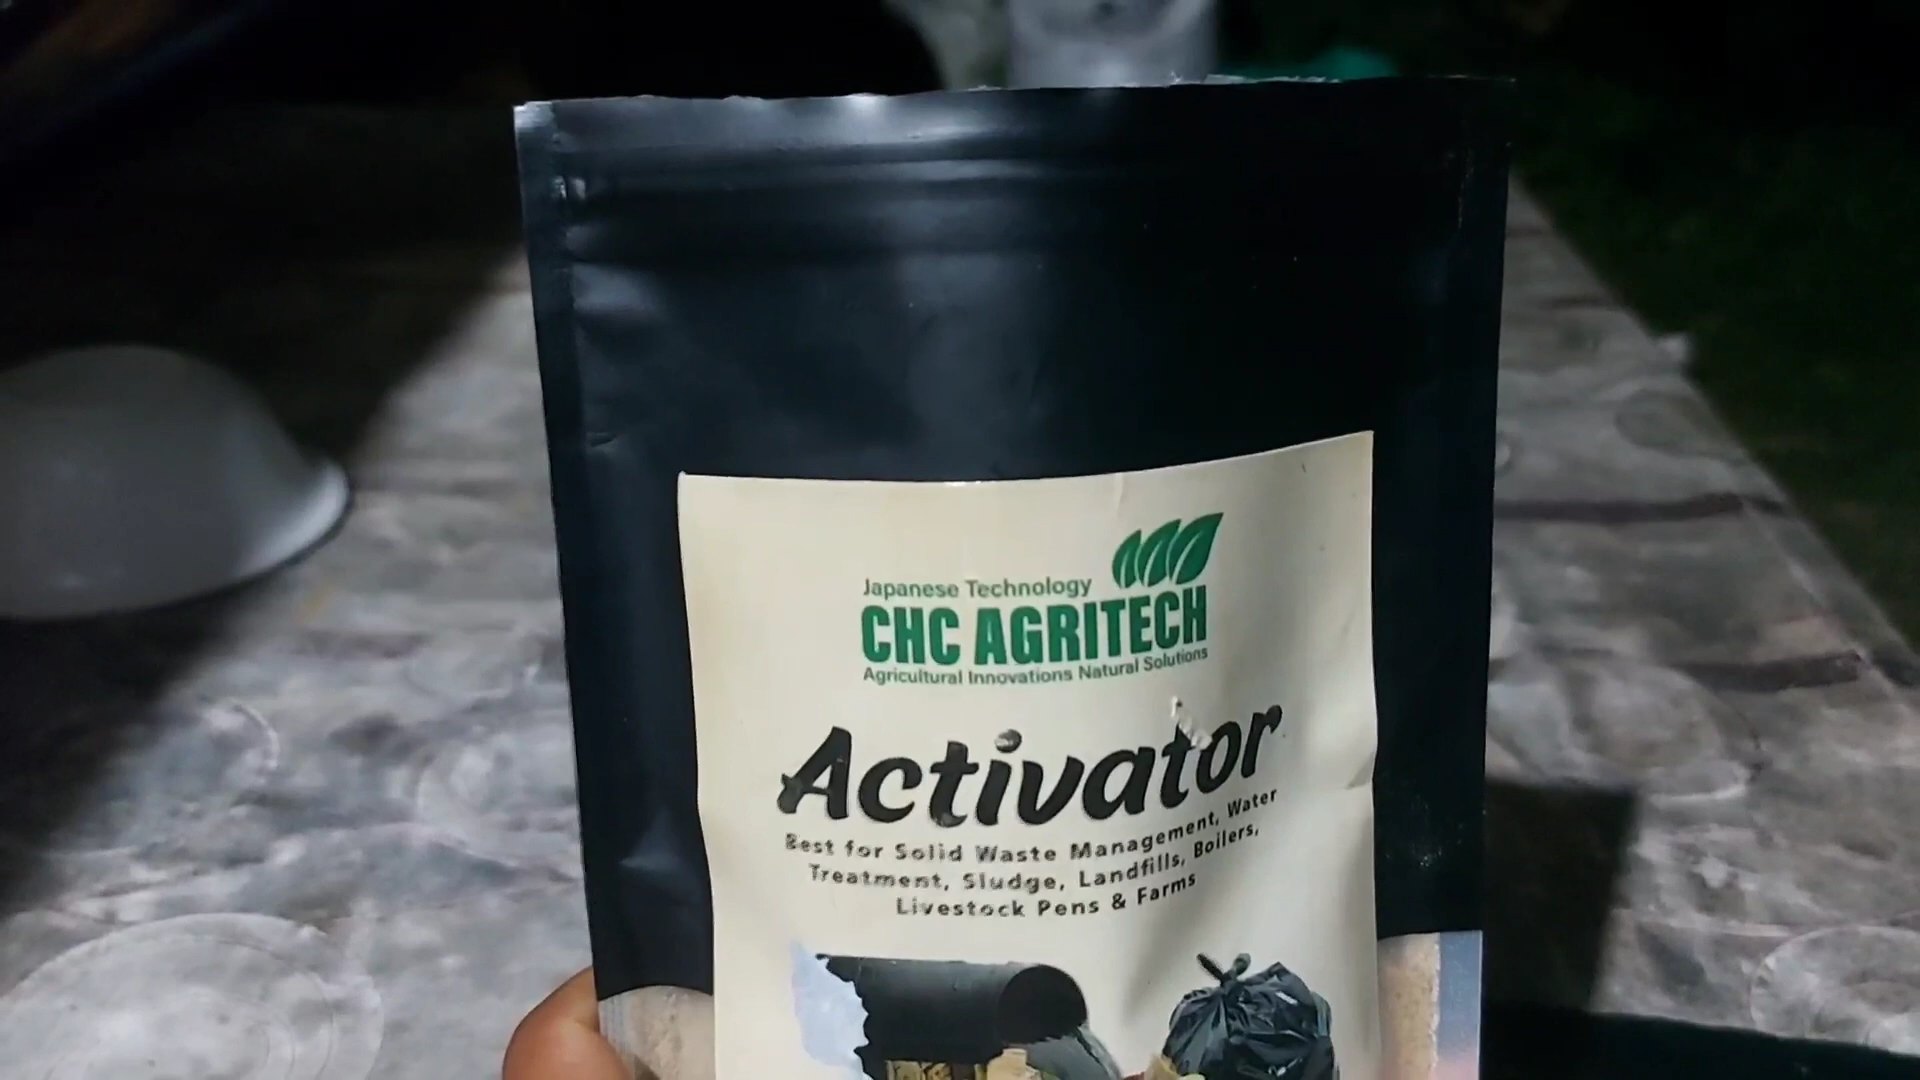 Japanese Technology
CHC AGRITECH
Agricultural Innovations Natural Solutions
Activator
Best for Solid Waste Management, Water
Treatment, Sludge, Landfills, Boilers,
Livestock Pens & Farms